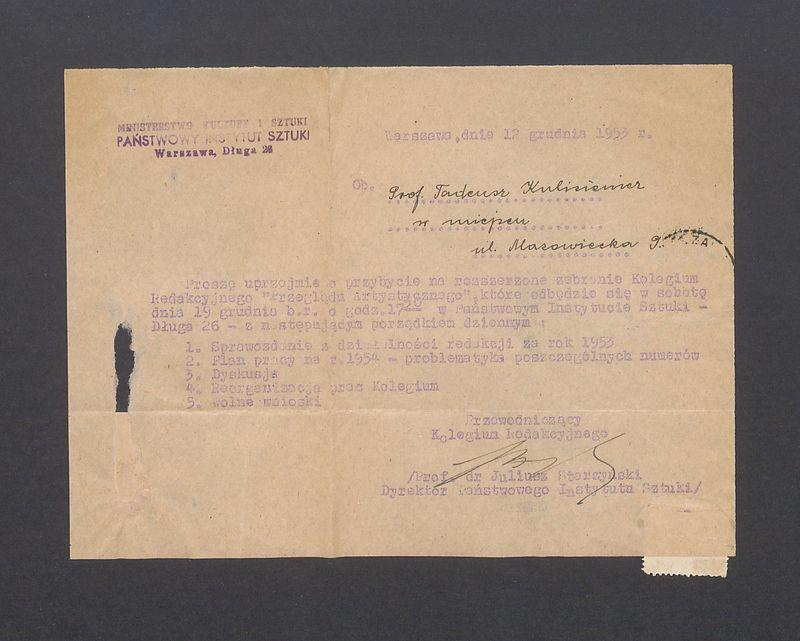 MINISTERSTWO KULTURY I SZTUKI
PAŃSTWOWY INSTYTUT SZTUKI
Warszawa, Długa 26
Warszawa,dnia 12 grudnia 1953 r.
Ob. Prof. Tadeusz Kulisiewicz
w miejscu
ul. Mazowiecka 9.
Proszę uprzejmie o przybycie na rozszerzone zebranie Kolegium
Redakcyjnego "Przeglądu Artystycznego",które odbędzie się w sobotę
dnia 19 grudnia b.r. o godz.17 w Państwowym Instytucie Sztuki -
Długa 26 - z następującym porządkiem dziennym :
1. Sprawozdanie z działalności redakcji za rok 1953
2. Plan pracy na r.1954 - problematyka poszczególnych numerów
3. Dyskusja
4. Reorganizacja prac Kolegium
5. wolne wnioski
Przewodniczący
Kolegium Redakcyjnego
/Prof. dr Juliusz Starzyński
Dyrektor Państwowego Instytutu Sztuki/